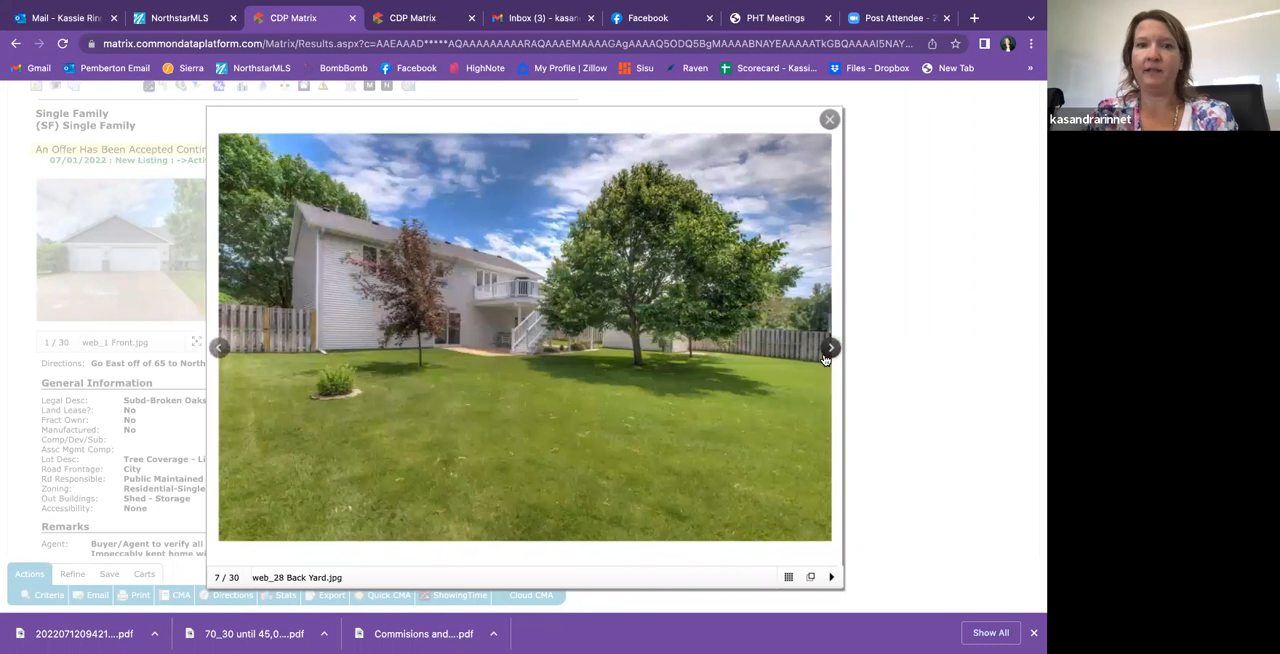 Mail - Kassie Rin
NorthstarMLS
CDP Matrix
CDP Matrix
Inbox (3) - kasan
Facebook
PHT Meetings
Post Attendee - Z
matrix.commondataplatform.com/Matrix/Results.aspx?c=AAEAAAD*****AQAAAAAAAAARAQAAAEMAAAAGAgAAAAQ5ODQ5BgMAAAABNAYEAAAAATkGBQAAAAI5NAY...
Gmail
Pemberton Email
Sierra
NorthstarMLS
BombBomb
Facebook
HighNote
My Profile | Zillow
Sisu
Raven
Scorecard - Kassi...
Files - Dropbox
New Tab
»
kasandrarinnet
Single Family
(SF) Single Family
An Offer Has Been Accepted Contin
07/01/2022 : New Listing : ->Acti
1 / 30 web_1 Front.jpg
Directions: Go East off of 65 to North
General Information
Legal Desc: Subd-Broken Oaks
Land Lease?: No
Fract Ownr: No
Manufactured: No
Comp/Dev/Sub:
Assc Mgmt Comp:
Lot Desc: Tree Coverage - Li
Road Frontage: City
Rd Responsible: Public Maintained
Zoning: Residential-Single
Out Buildings: Shed - Storage
Accessibility: None
Remarks
Agent: Buyer/Agent to verify all
Impeccably kept home wi
7 / 30 web_28 Back Yard.jpg
Actions Refine Save Carts
Criteria Email Print CMA Directions Stats Export Quick CMA ShowingTime Cloud CMA
2022071209421....pdf
70_30 until 45,0....pdf
Commisions and....pdf
Show All